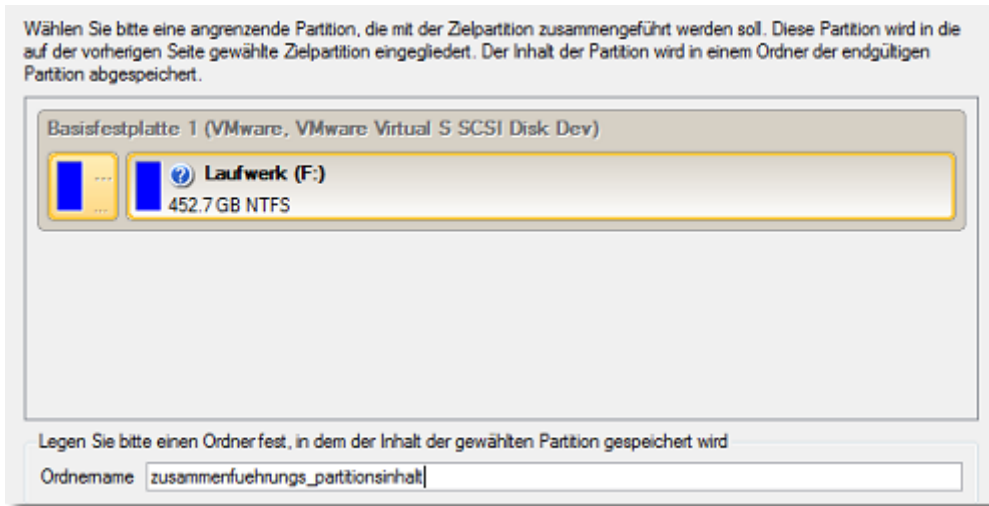 Wählen Sie bitte eine angrenzende Partition, die mit der Zielpartition zusammengeführt werden soll. Diese Partition wird in die
auf der vorherigen Seite gewählte Zielpartition eingegliedert. Der Inhalt der Partition wird in einem Ordner der endgültigen
Partition abgespeichert.
Basisfestplatte 1 (VMware, VMware Virtual S SCSI Disk Dev)
...
...
Laufwerk (F:)
452.7 GB NTFS
Legen Sie bitte einen Ordner fest, in dem der Inhalt der gewählten Partition gespeichert wird
Ordnername zusammenfuehrungs_partitionsinhalt